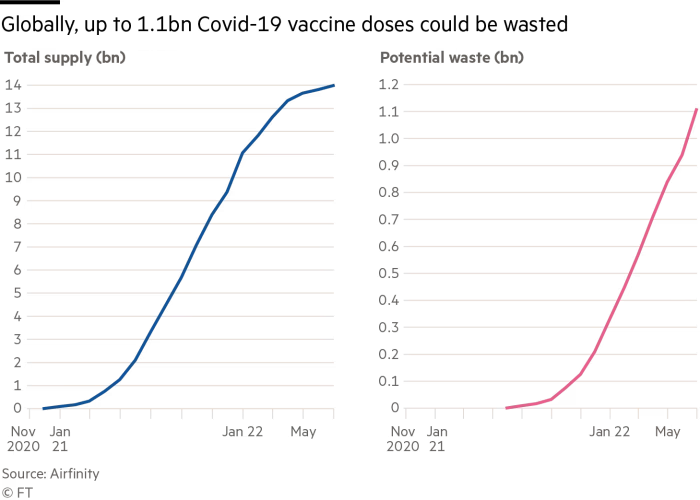 Globally, up to 1.1bn Covid-19 vaccine doses could be wasted
Total supply (bn)
14
13
12
11
10
9
8
7
6
5
4
3
2
1
0
Nov
2020
Jan
21
Jan 22
May
Potential waste (bn)
1.2
1.1
1.0
0.9
0.8
0.7
0.6
0.5
0.4
0.3
0.2
0.1
0
Nov
2020
Jan
21
Jan 22
May
Source: Airfinity
© FT